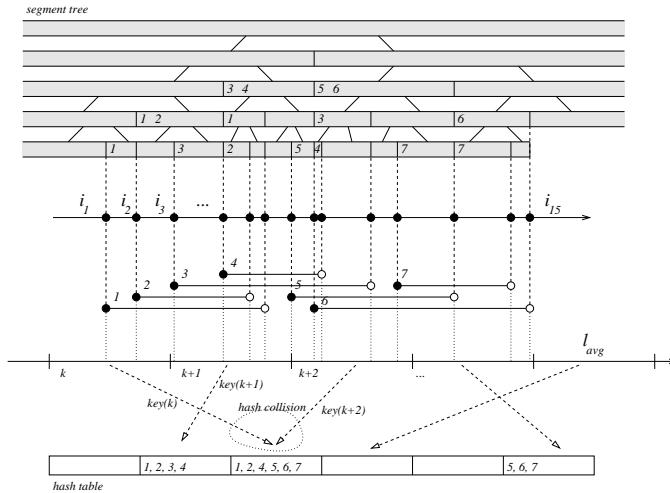 segment tree
3 4 5 6
1 2 1 3 6
1 3 2 5 4 7 7
i1 i2 i3 ... i15
4
3 7
2 5
1 6
lavg
k k+1 k+2 ...
key(k) key(k+1) key(k+2)
hash collision
1, 2, 3, 4 1, 2, 4, 5, 6, 7 5, 6, 7
hash table